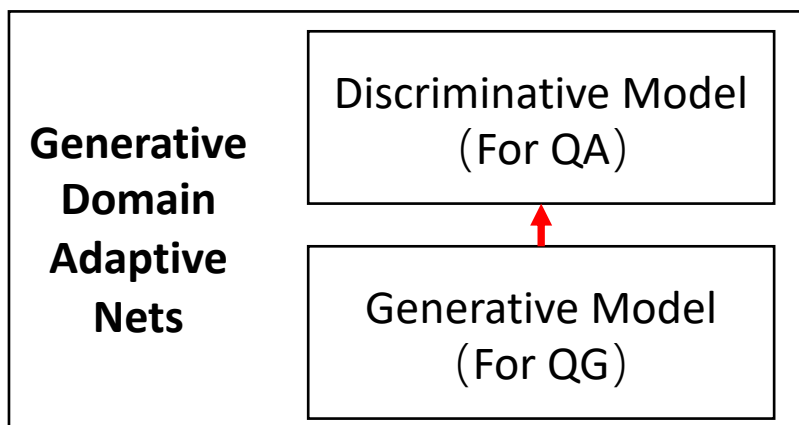 Generative
Domain
Adaptive
Nets
Discriminative Model
（For QA）
Generative Model
（For QG）